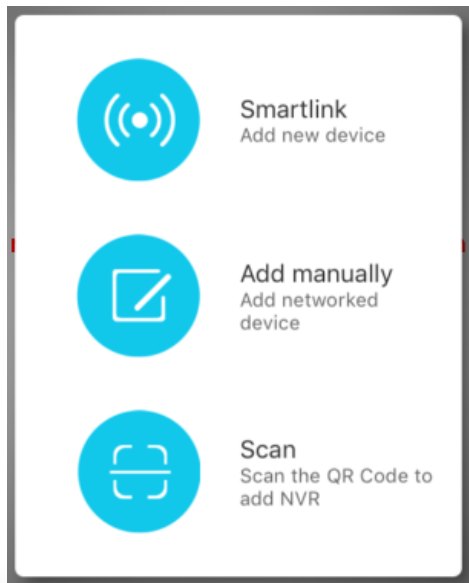 Smartlink
Add new device
Add manually
Add networked
device
Scan
Scan the QR Code to
add NVR